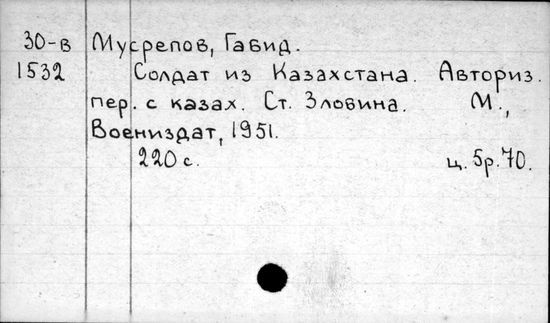 30-в Мусрепов, Габид.
1532 Солдат из Казахстана. Авториз.
пер. с казах. Ст. Зловина. М.,
Воениздат, 1951.
220 с. ц. 5р. 70.